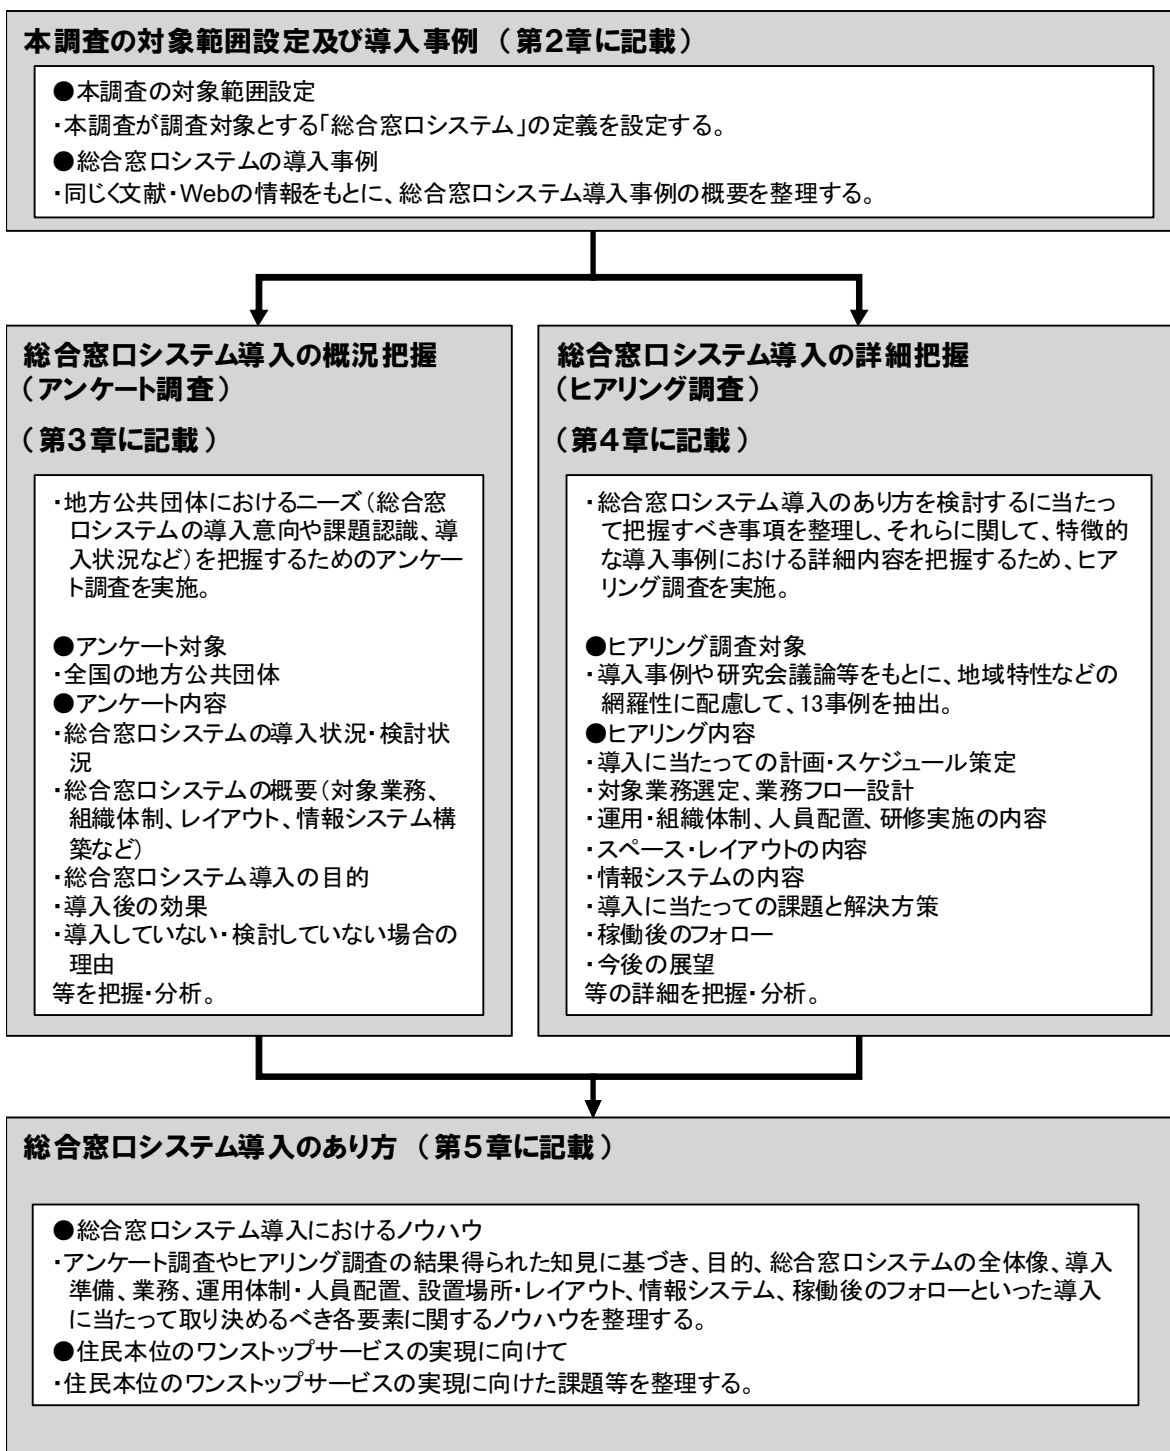 本調査の対象範囲設定及び導入事例 （第２章に記載）
●本調査の対象範囲設定
・本調査が調査対象とする「総合窓口システム」の定義を設定する。
●総合窓口システムの導入事例
・同じく文献・Webの情報をもとに、総合窓口システム導入事例の概要を整理する。
総合窓口システム導入の概況把握
（アンケート調査）
（第３章に記載）
・地方公共団体におけるニーズ（総合窓
口システムの導入意向や課題認識、導
入状況など）を把握するためのアンケー
ト調査を実施。
●アンケート対象
・全国の地方公共団体
●アンケート内容
・総合窓口システムの導入状況・検討状
況
・総合窓口システムの概要（対象業務、
組織体制、レイアウト、情報システム構
築など）
・総合窓口システム導入の目的
・導入後の効果
・導入していない・検討していない場合の
理由
等を把握・分析。
総合窓口システム導入の詳細把握
（ヒアリング調査）
（第４章に記載）
・総合窓口システム導入のあり方を検討するに当たっ
て把握すべき事項を整理し、それらに関して、特徴的
な導入事例における詳細内容を把握するため、ヒア
リング調査を実施。
●ヒアリング調査対象
・導入事例や研究会議論等をもとに、地域特性などの
網羅性に配慮して、13事例を抽出。
●ヒアリング内容
・導入に当たっての計画・スケジュール策定
・対象業務選定、業務フロー設計
・運用・組織体制、人員配置、研修実施の内容
・スペース・レイアウトの内容
・情報システムの内容
・導入に当たっての課題と解決方策
・稼働後のフォロー
・今後の展望
等の詳細を把握・分析。
総合窓口システム導入のあり方 （第５章に記載）
●総合窓口システム導入におけるノウハウ
・アンケート調査やヒアリング調査の結果得られた知見に基づき、目的、総合窓口システムの全体像、導入
準備、業務、運用体制・人員配置、設置場所・レイアウト、情報システム、稼働後のフォローといった導入
に当たって取り決めるべき各要素に関するノウハウを整理する。
●住民本位のワンストップサービスの実現に向けて
・住民本位のワンストップサービスの実現に向けた課題等を整理する。